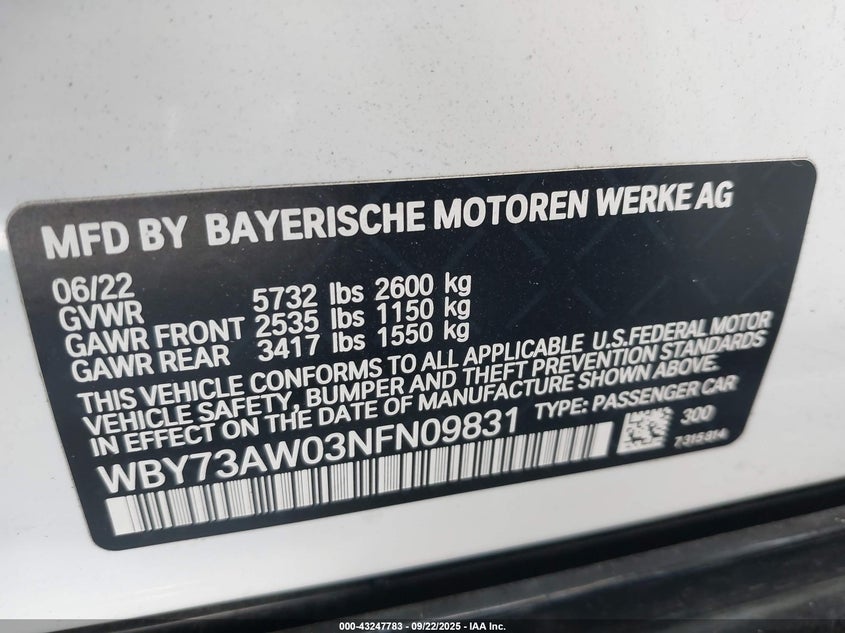 MFD BY BAYERISCHE MOTOREN WERKE AG
06/22
GVWR 5732 lbs 2600 kg
GAWR FRONT 2535 lbs 1150 kg
GAWR REAR 3417 lbs 1550 kg
THIS VEHICLE CONFORMS TO ALL APPLICABLE U.S.FEDERAL MOTOR
VEHICLE SAFETY, BUMPER AND THEFT PREVENTION STANDARDS
IN EFFECT ON THE DATE OF MANUFACTURE SHOWN ABOVE.
WBY73AW03NFN09831 TYPE: PASSENGER CAR
300
7315814
000-43247783 - 09/22/2025 - IAA Inc.